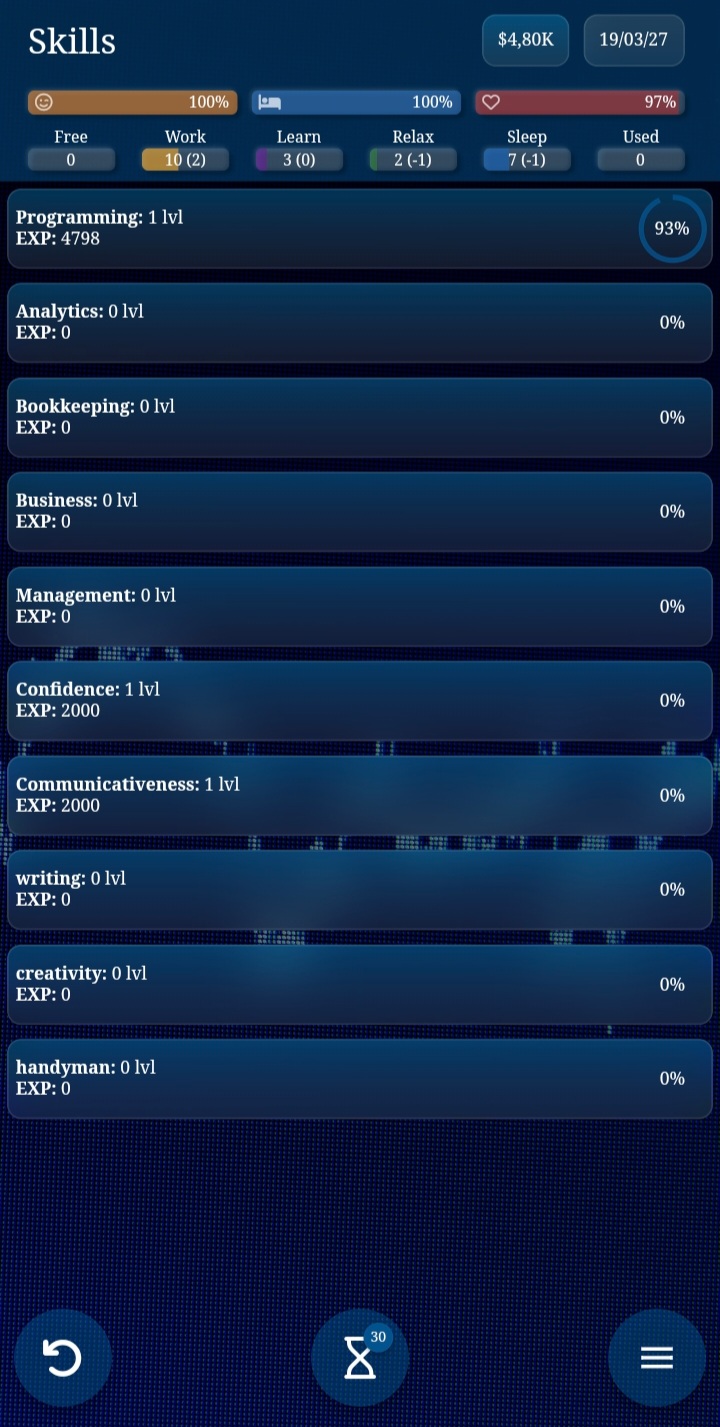 Skills
$4,80K
19/03/27
100%
100%
97%
Free
Work
Learn
Relax
Sleep
Used
0
10 (2)
3 (0)
2 (-1)
7 (-1)
0
Programming: 1 lvl
EXP: 4798
93%
Analytics: 0 lvl
EXP: 0
0%
Bookkeeping: 0 lvl
EXP: 0
0%
Business: 0 lvl
EXP: 0
0%
Management: 0 lvl
EXP: 0
0%
Confidence: 1 lvl
EXP: 2000
0%
Communicativeness: 1 lvl
EXP: 2000
0%
writing: 0 lvl
EXP: 0
0%
creativity: 0 lvl
EXP: 0
0%
handyman: 0 lvl
EXP: 0
0%
30